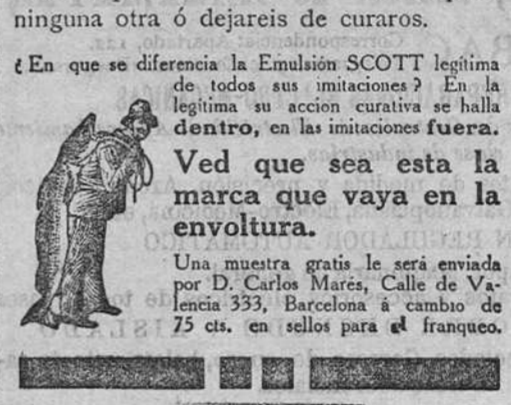 ninguna otra ó dejareis de curaros.
¿En que se diferencia la Emulsión SCOTT legítima
de todos sus imitaciones? En la
legítima su accion curativa se halla
dentro, en las imitaciones fuera.
Ved que sea esta la
marca que vaya en la
envoltura.
Una muestra gratis le será enviada
por D. Carlos Marés, Calle de Va-
lencia 333, Barcelona á cambio de
75 cts. en sellos para el franqueo.